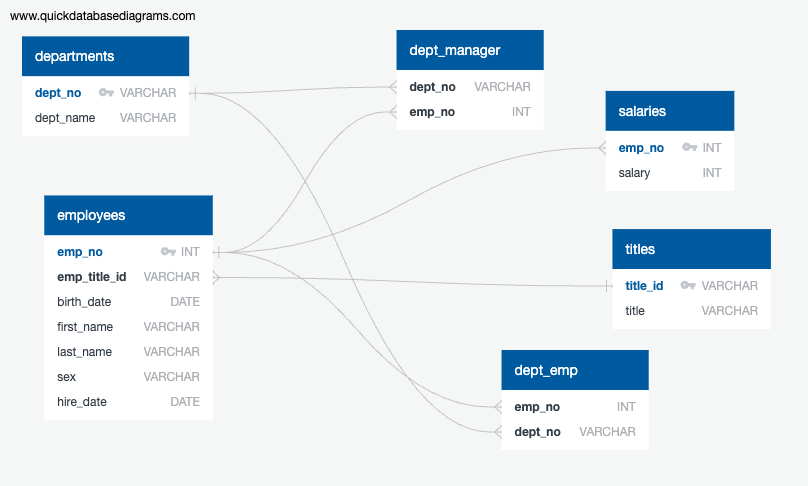 www.quickdatabasediagrams.com
departments
dept_no VARCHAR
dept_name VARCHAR
dept_manager
dept_no VARCHAR
emp_no INT
salaries
emp_no INT
salary INT
employees
emp_no INT
emp_title_id VARCHAR
birth_date DATE
first_name VARCHAR
last_name VARCHAR
sex VARCHAR
hire_date DATE
titles
title_id VARCHAR
title VARCHAR
dept_emp
emp_no INT
dept_no VARCHAR